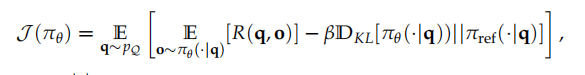 𝒥(π_θ) = 𝔼_{q∼p_𝒬} [ 𝔼_{o∼π_θ(·|q)} [R(q, o)] − β𝔻_{KL}[π_θ(·|q))||π_ref(·|q)] ] ,